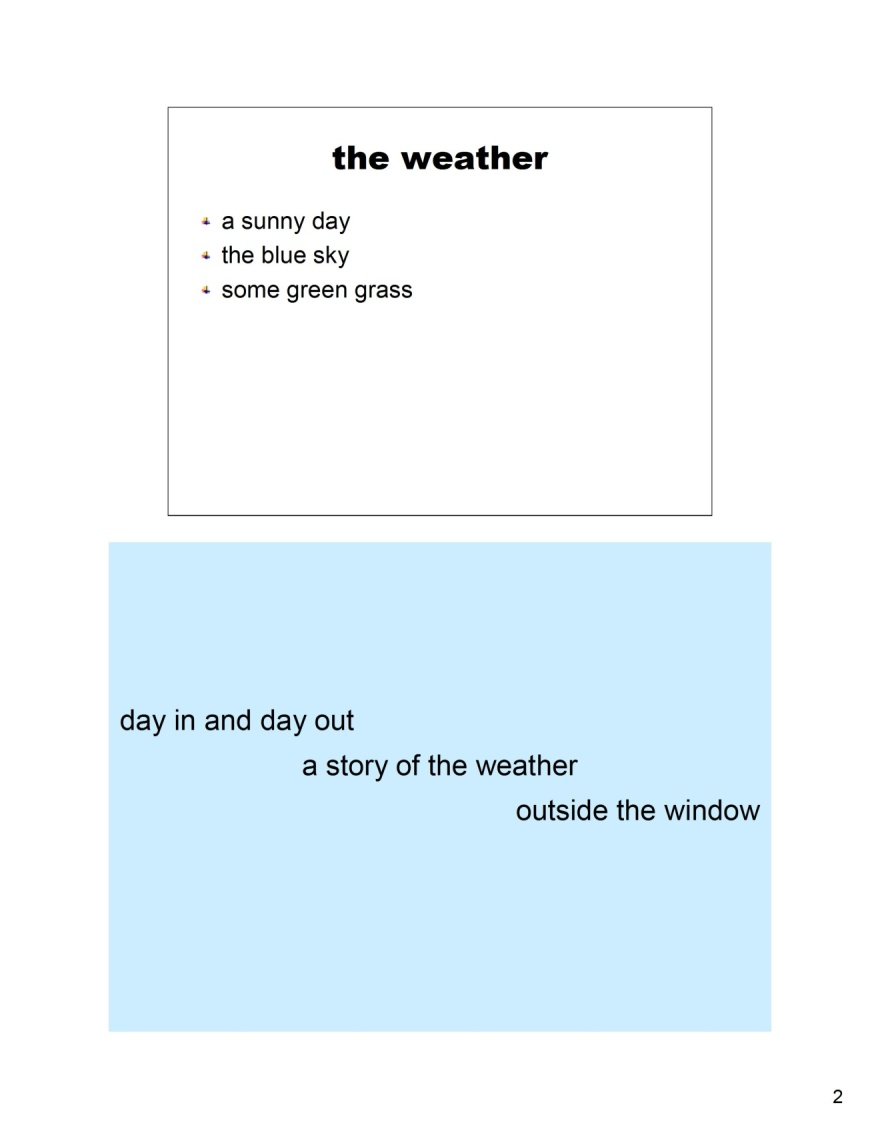 the weather
a sunny day
the blue sky
some green grass
day in and day out
a story of the weather
outside the window
2